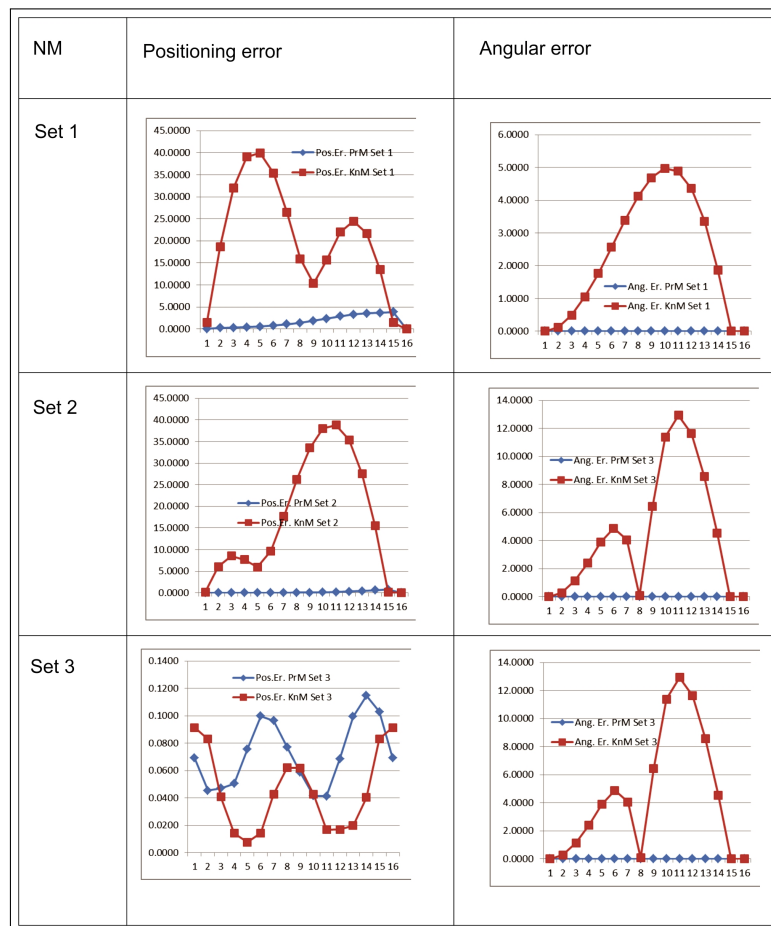 NM Positioning error Angular error
Set 1
45.0000
40.0000
35.0000
30.0000
25.0000
20.0000
15.0000
10.0000
5.0000
0.0000
Pos.Er. PrM Set 1
Pos.Er. KnM Set 1
1 2 3 4 5 6 7 8 9 10 11 12 13 14 15 16
6.0000
5.0000
4.0000
3.0000
2.0000
1.0000
0.0000
Ang. Er. PrM Set 1
Ang. Er. KnM Set 1
1 2 3 4 5 6 7 8 9 10 11 12 13 14 15 16
Set 2
45.0000
40.0000
35.0000
30.0000
25.0000
20.0000
15.0000
10.0000
5.0000
0.0000
Pos.Er. PrM Set 2
Pos.Er. KnM Set 2
1 2 3 4 5 6 7 8 9 10 11 12 13 14 15 16
14.0000
12.0000
10.0000
8.0000
6.0000
4.0000
2.0000
0.0000
Ang. Er. PrM Set 3
Ang. Er. KnM Set 3
1 2 3 4 5 6 7 8 9 10 11 12 13 14 15 16
Set 3
0.1400
0.1200
0.1000
0.0800
0.0600
0.0400
0.0200
0.0000
Pos.Er. PrM Set 3
Pos.Er. KnM Set 3
1 2 3 4 5 6 7 8 9 10 11 12 13 14 15 16
14.0000
12.0000
10.0000
8.0000
6.0000
4.0000
2.0000
0.0000
Ang. Er. PrM Set 3
Ang. Er. KnM Set 3
1 2 3 4 5 6 7 8 9 10 11 12 13 14 15 16